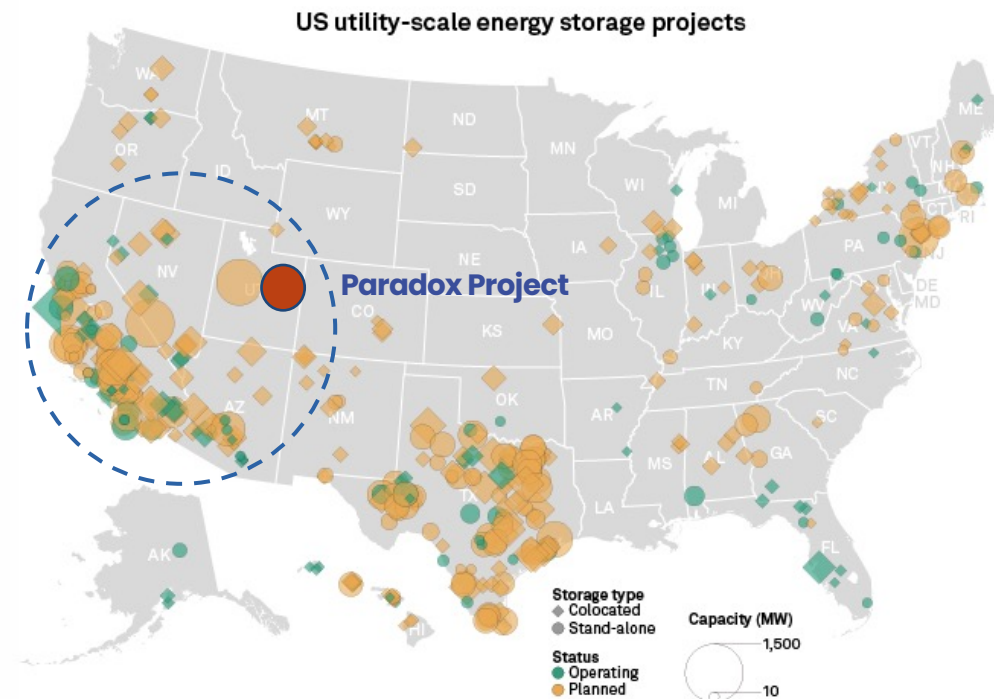 US utility-scale energy storage projects
WA
MT
ND
MN
ME
OR
ID
SD
WI
MI
VT
NH
WY
CT
RI
NV
NE
IA
PA
NJ
Paradox Project
CO
KS
IL
IN
OH
DE
MD
MO
WV
VA
KY
AZ
NM
OK
AR
TN
NC
SC
TX
MS
AL
GA
LA
FL
AK
HI
Storage type
Colocated
Stand-alone
Status
Operating
Planned
Capacity (MW)
1,500
10